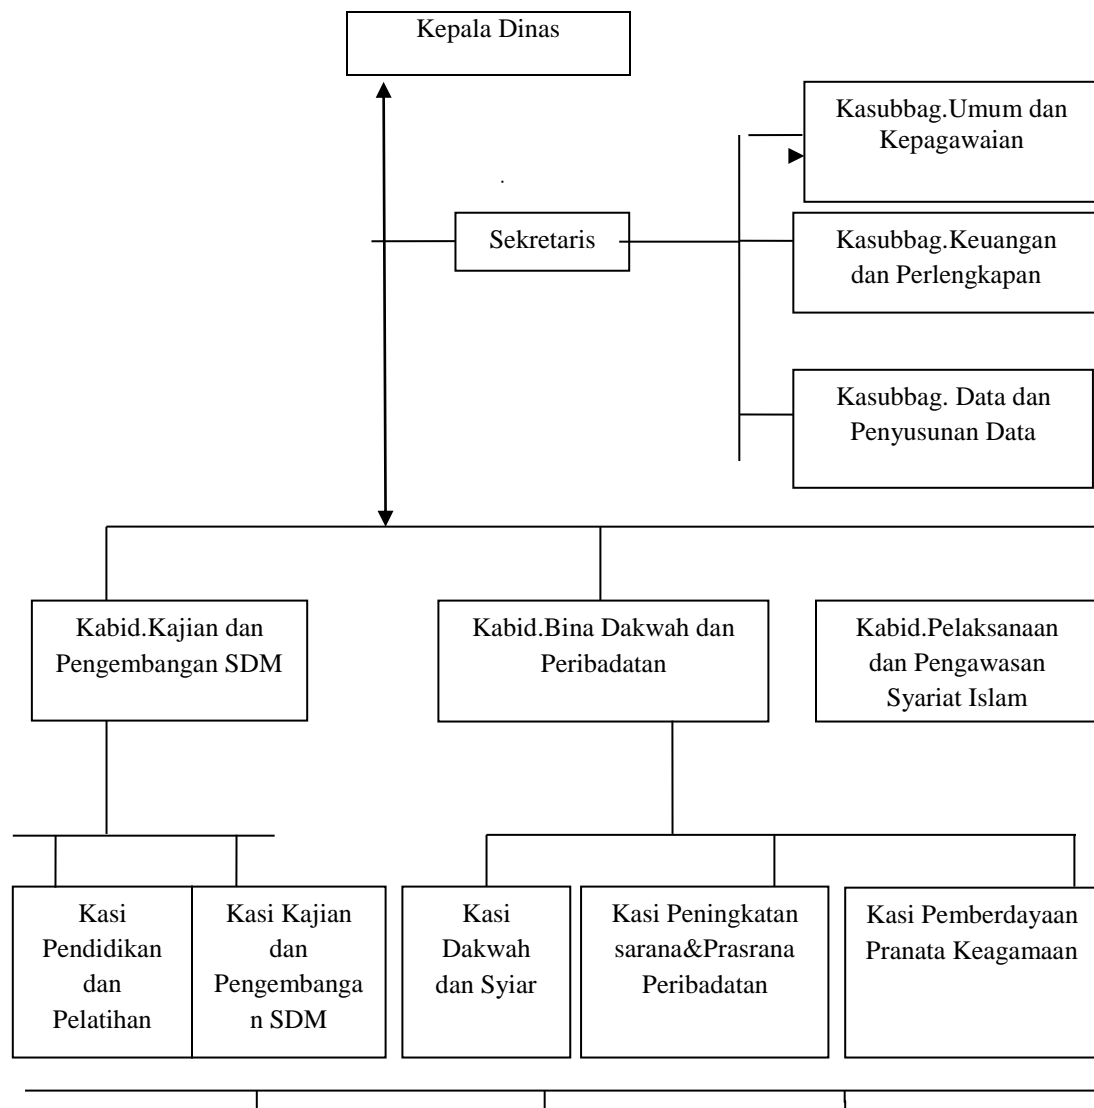 Kepala Dinas
Kasubbag.Umum dan
Kepagawaian
Sekretaris
Kasubbag.Keuangan
dan Perlengkapan
Kasubbag. Data dan
Penyusunan Data
Kabid.Kajian dan
Pengembangan SDM
Kabid.Bina Dakwah dan
Peribadatan
Kabid.Pelaksanaan
dan Pengawasan
Syariat Islam
Kasi
Pendidikan
dan
Pelatihan
Kasi Kajian
dan
Pengembanga
n SDM
Kasi
Dakwah
dan Syiar
Kasi Peningkatan
sarana&Prasrana
Peribadatan
Kasi Pemberdayaan
Pranata Keagamaan